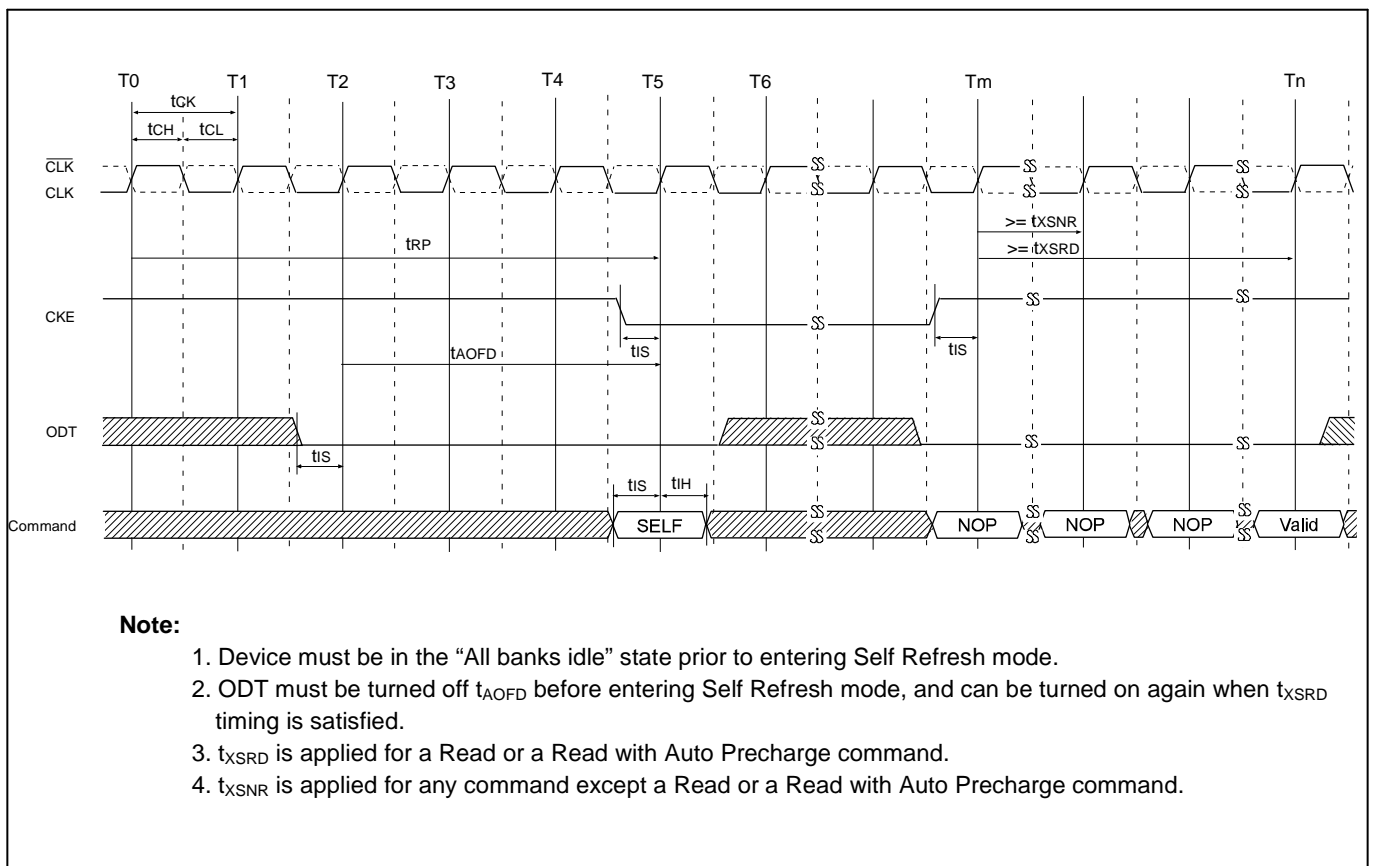 T0 T1 T2 T3 T4 T5 T6 Tm Tn
tCK
tCH tCL
CLK
CLK
>= tXSNR
tRP >= tXSRD
CKE
tIS tIS
tAOFD
ODT
tIS
tIS tIH
Command SELF NOP NOP NOP Valid
Note:
1. Device must be in the “All banks idle” state prior to entering Self Refresh mode.
2. ODT must be turned off tAOFD before entering Self Refresh mode, and can be turned on again when tXSRD
timing is satisfied.
3. tXSRD is applied for a Read or a Read with Auto Precharge command.
4. tXSNR is applied for any command except a Read or a Read with Auto Precharge command.